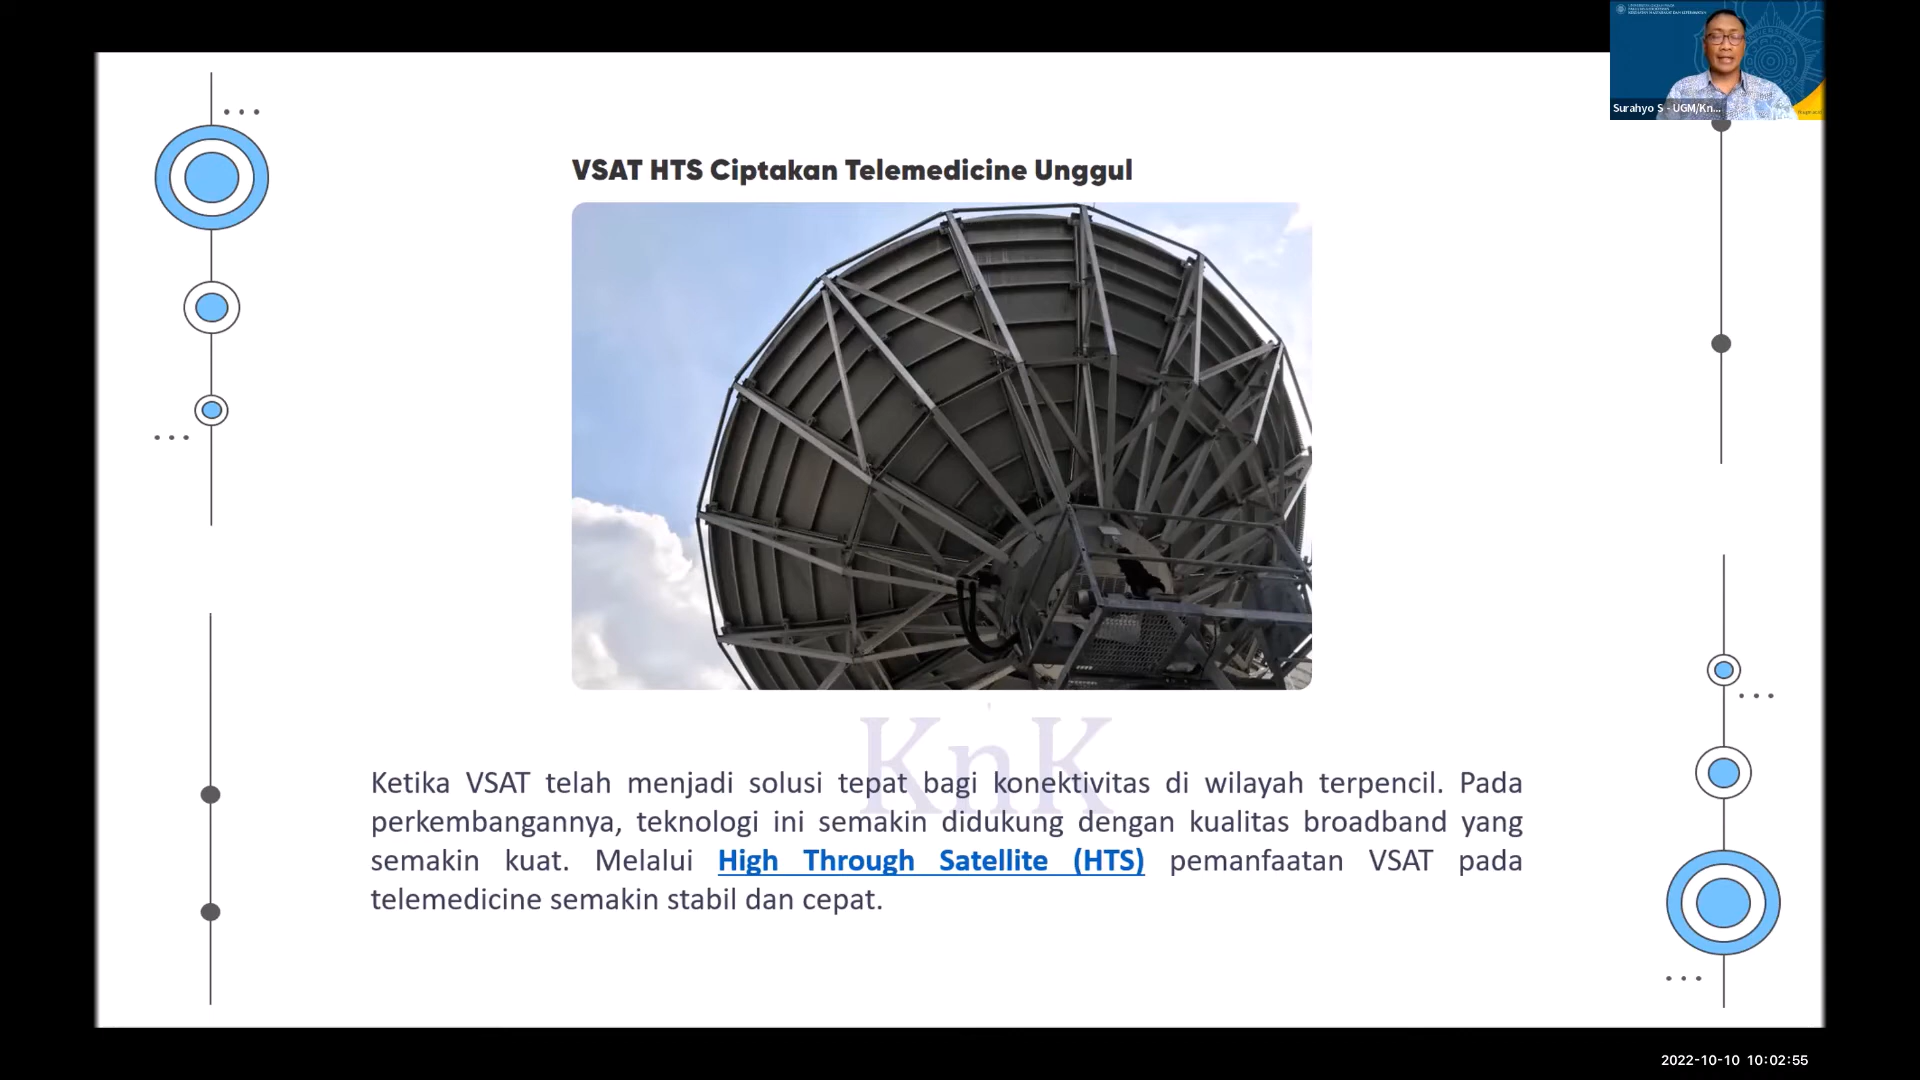 Surahyo S - UGM/Kn...
VSAT HTS Ciptakan Telemedicine Unggul
KnK
Ketika VSAT telah menjadi solusi tepat bagi konektivitas di wilayah terpencil. Pada
perkembangannya, teknologi ini semakin didukung dengan kualitas broadband yang
semakin kuat. Melalui High Through Satellite (HTS) pemanfaatan VSAT pada
telemedicine semakin stabil dan cepat.
2022-10-10 10:02:55